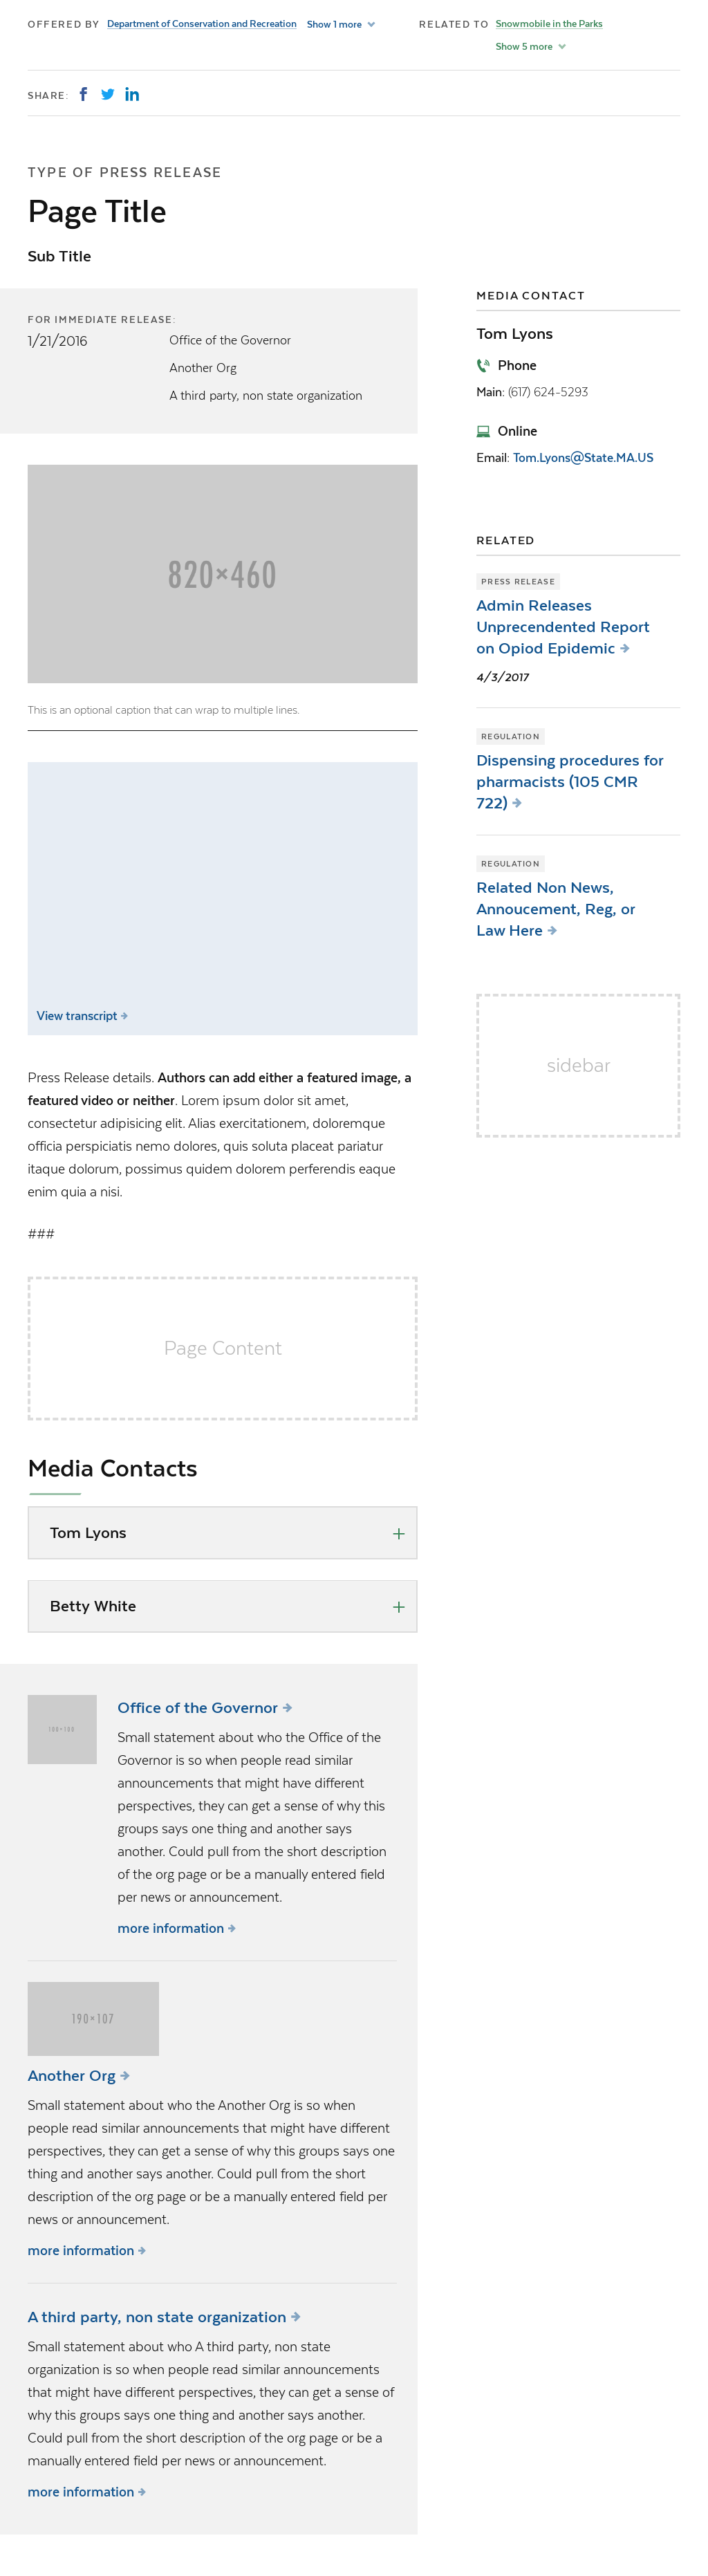 OFFERED BY Department of Conservation and Recreation Show 1 more
RELATED TO Snowmobile in the Parks
Show 5 more
SHARE:
TYPE OF PRESS RELEASE
Page Title
Sub Title
FOR IMMEDIATE RELEASE:
1/21/2016
Office of the Governor
Another Org
A third party, non state organization
820×460
This is an optional caption that can wrap to multiple lines.
View transcript
Press Release details. Authors can add either a featured image, a
featured video or neither. Lorem ipsum dolor sit amet,
consectetur adipisicing elit. Alias exercitationem, doloremque
officia perspiciatis nemo dolores, quis soluta placeat pariatur
itaque dolorum, possimus quidem dolorem perferendis eaque
enim quia a nisi.
###
Page Content
Media Contacts
Tom Lyons
Betty White
100×100
Office of the Governor
Small statement about who the Office of the
Governor is so when people read similar
announcements that might have different
perspectives, they can get a sense of why this
groups says one thing and another says
another. Could pull from the short description
of the org page or be a manually entered field
per news or announcement.
more information
190×107
Another Org
Small statement about who the Another Org is so when
people read similar announcements that might have different
perspectives, they can get a sense of why this groups says one
thing and another says another. Could pull from the short
description of the org page or be a manually entered field per
news or announcement.
more information
A third party, non state organization
Small statement about who A third party, non state
organization is so when people read similar announcements
that might have different perspectives, they can get a sense of
why this groups says one thing and another says another.
Could pull from the short description of the org page or be a
manually entered field per news or announcement.
more information
MEDIA CONTACT
Tom Lyons
Phone
Main: (617) 624-5293
Online
Email: Tom.Lyons@State.MA.US
RELATED
PRESS RELEASE
Admin Releases
Unprecendented Report
on Opiod Epidemic
4/3/2017
REGULATION
Dispensing procedures for
pharmacists (105 CMR
722)
REGULATION
Related Non News,
Annoucement, Reg, or
Law Here
sidebar